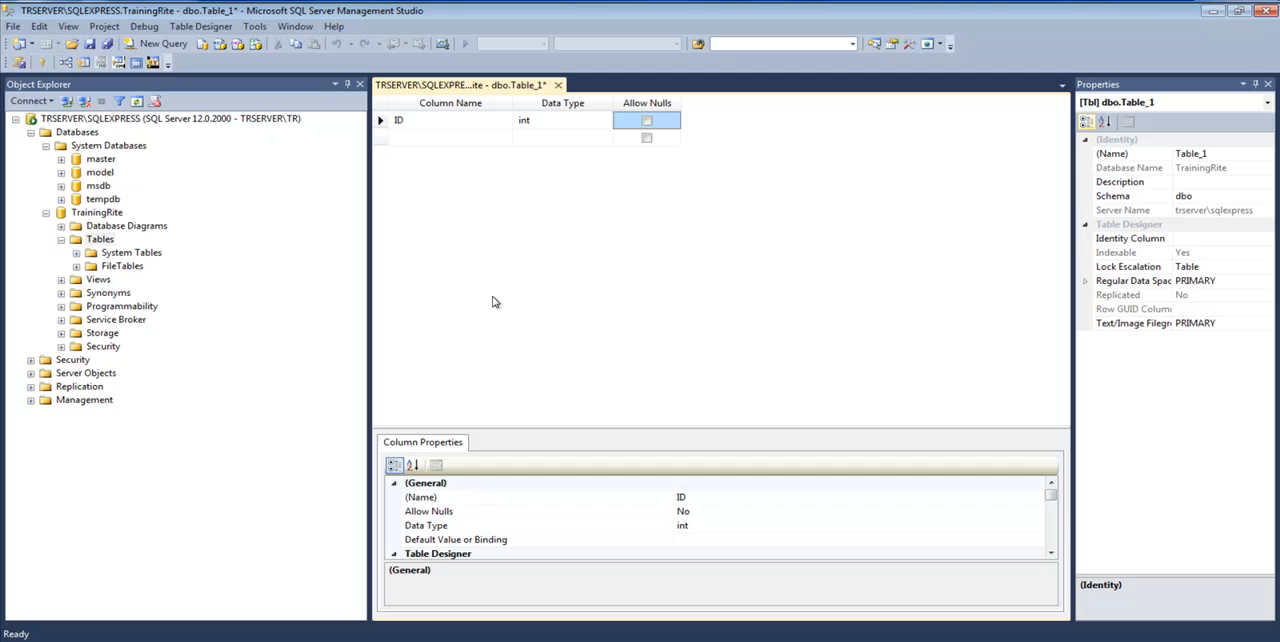 TRSERVER\SQLEXPRESS.TrainingRite - dbo.Table_1* - Microsoft SQL Server Management Studio
File Edit View Project Debug Table Designer Tools Window Help
New Query
Object Explorer
Connect
TRSERVER\SQLEXPRESS (SQL Server 12.0.2000 - TRSERVER\TR)
Databases
System Databases
master
model
msdb
tempdb
TrainingRite
Database Diagrams
Tables
System Tables
FileTables
Views
Synonyms
Programmability
Service Broker
Storage
Security
Security
Server Objects
Replication
Management
TRSERVER\SQLEXPRE...ite - dbo.Table_1*
Column Name Data Type Allow Nulls
ID int
Column Properties
(General)
(Name) ID
Allow Nulls No
Data Type int
Default Value or Binding
Table Designer
(General)
Properties
[Tbl] dbo.Table_1
(Identity)
(Name) Table_1
Database Name TrainingRite
Description
Schema dbo
Server Name trserver\sqlexpress
Table Designer
Identity Column
Indexable Yes
Lock Escalation Table
Regular Data Spac PRIMARY
Replicated No
Row GUID Column
Text/Image Filegr PRIMARY
(Identity)
Ready